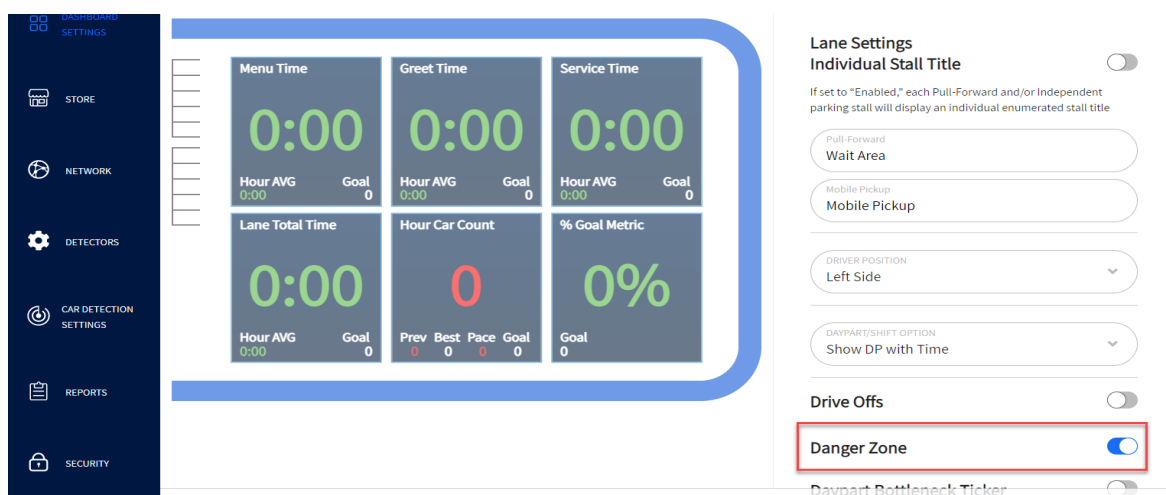 DASHBOARD
SETTINGS
STORE
NETWORK
DETECTORS
CAR DETECTION
SETTINGS
REPORTS
SECURITY
Menu Time
0:00
Hour AVG Goal
0:00 0
Greet Time
0:00
Hour AVG Goal
0:00 0
Service Time
0:00
Hour AVG Goal
0:00 0
Lane Total Time
0:00
Hour AVG Goal
0:00 0
Hour Car Count
0
Prev Best Pace Goal
0 0 0 0
% Goal Metric
0%
Goal
0
Lane Settings
Individual Stall Title
If set to “Enabled,” each Pull-Forward and/or Independent
parking stall will display an individual enumerated stall title
Pull-Forward
Wait Area
Mobile Pickup
Mobile Pickup
DRIVER POSITION
Left Side
DAYPART/SHIFT OPTION
Show DP with Time
Drive Offs
Danger Zone
Daypart Bottleneck Ticker